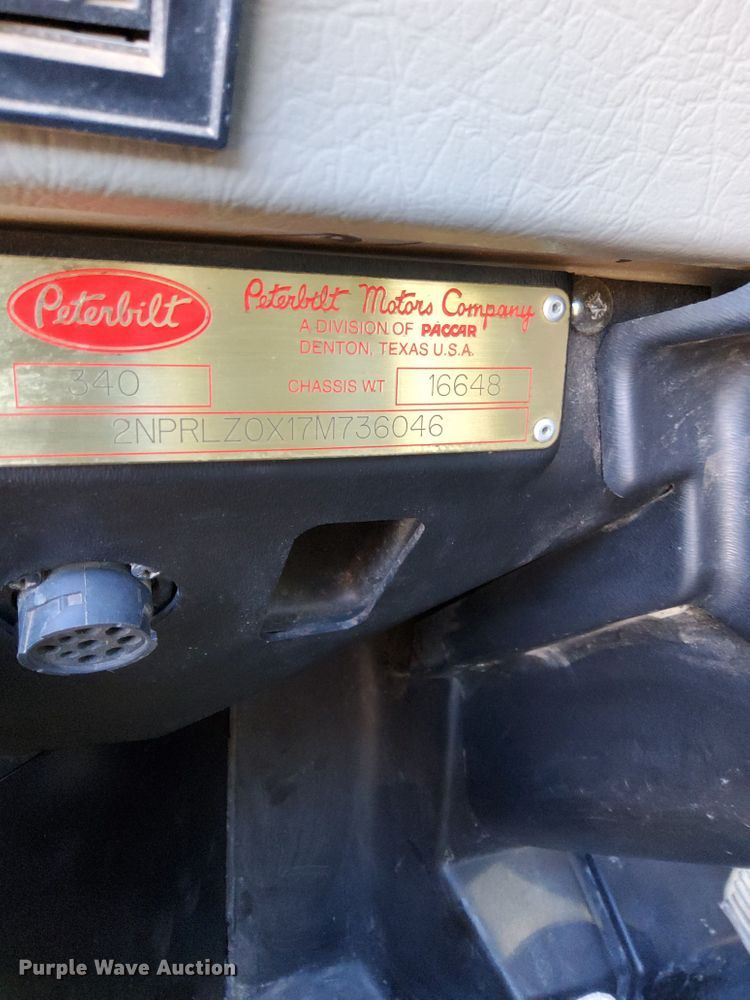 Peterbilt
Peterbilt Motors Company
A DIVISION OF PACCAR
DENTON, TEXAS U.S.A.
340
CHASSIS WT 16648
2NPRLZ0X17M736046
Purple Wave Auction